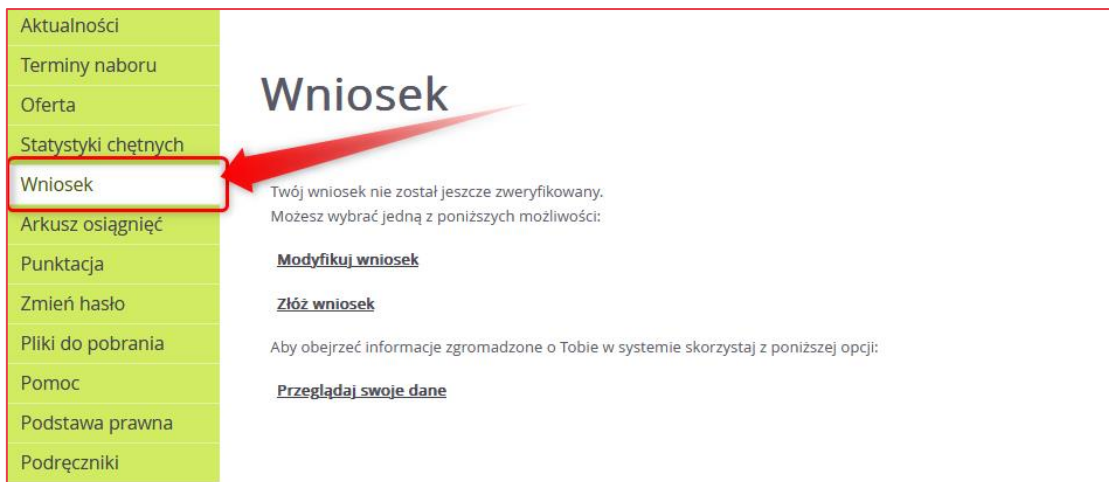 Aktualności
Terminy naboru
Oferta
Statystyki chętnych
Wniosek
Arkusz osiągnięć
Punktacja
Zmień hasło
Pliki do pobrania
Pomoc
Podstawa prawna
Podręczniki
Wniosek
Twój wniosek nie został jeszcze zweryfikowany.
Możesz wybrać jedną z poniższych możliwości:
Modyfikuj wniosek
Złóż wniosek
Aby obejrzeć informacje zgromadzone o Tobie w systemie skorzystaj z poniższej opcji:
Przeglądaj swoje dane